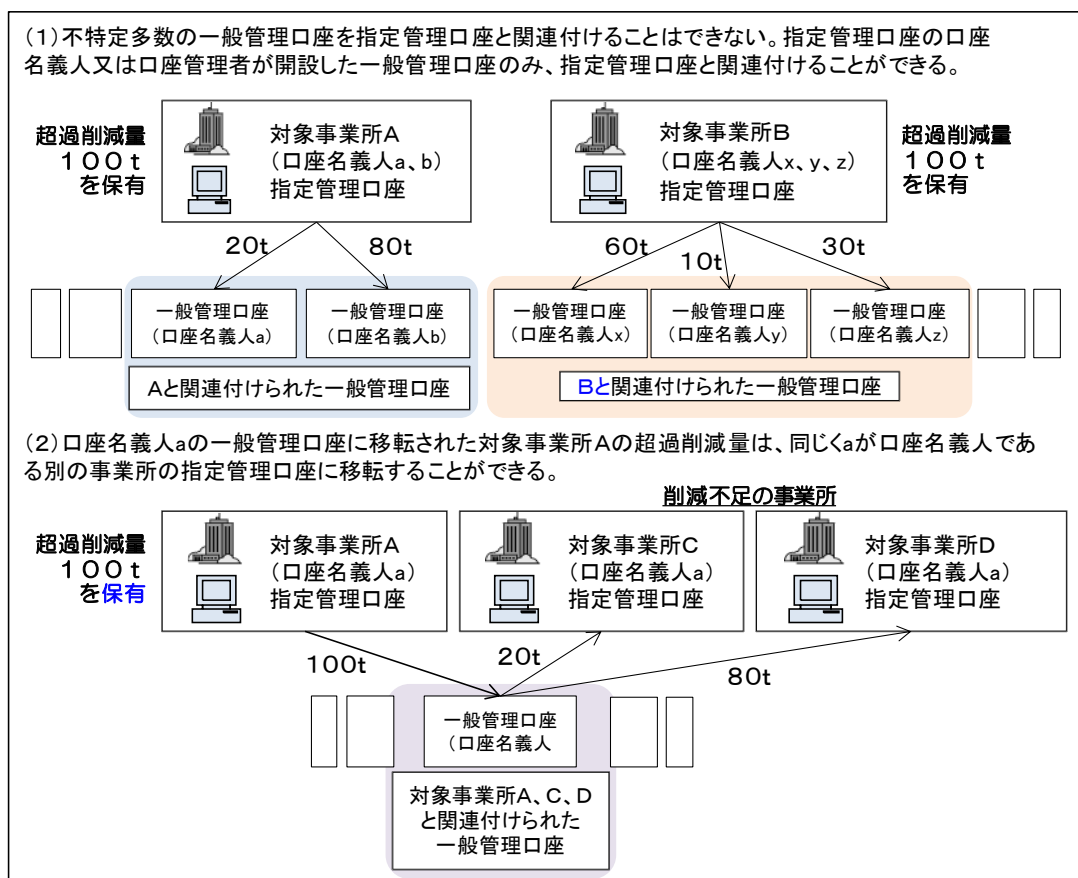 (1)不特定多数の一般管理口座を指定管理口座と関連付けることはできない。指定管理口座の口座
名義人又は口座管理者が開設した一般管理口座のみ、指定管理口座と関連付けることができる。
超過削減量
100t
を保有
対象事業所A
(口座名義人a、b)
指定管理口座
対象事業所B
(口座名義人x、y、z)
指定管理口座
超過削減量
100t
を保有
20t
80t
60t
10t
30t
一般管理口座
(口座名義人a)
一般管理口座
(口座名義人b)
一般管理口座
(口座名義人x)
一般管理口座
(口座名義人y)
一般管理口座
(口座名義人z)
Aと関連付けられた一般管理口座
Bと関連付けられた一般管理口座
(2)口座名義人aの一般管理口座に移転された対象事業所Aの超過削減量は、同じくaが口座名義人であ
る別の事業所の指定管理口座に移転することができる。
削減不足の事業所
超過削減量
100t
を保有
対象事業所A
(口座名義人a)
指定管理口座
対象事業所C
(口座名義人a)
指定管理口座
対象事業所D
(口座名義人a)
指定管理口座
100t
20t
80t
一般管理口座
(口座名義人
対象事業所A、C、D
と関連付けられた
一般管理口座